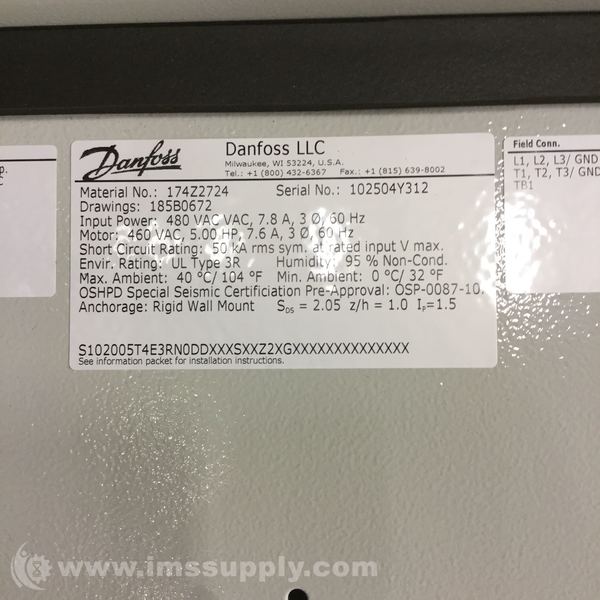 Danfoss
Danfoss LLC
Milwaukee, WI 53224, U.S.A.
Tel.: +1 (800) 432-6367 Fax.: +1 (815) 639-8002
Material No.: 174Z2724 Serial No.: 102504Y312
Drawings: 185B0672
Input Power: 480 VAC VAC, 7.8 A, 3 Ø, 60 Hz
Motor: 460 VAC, 5.00 HP, 7.6 A, 3 Ø, 60 Hz
Short Circuit Rating: 50 kA rms sym. at rated input V max.
Envir. Rating: UL Type 3R Humidity: 95 % Non-Cond.
Max. Ambient: 40 °C/ 104 °F Min. Ambient: 0 °C/ 32 °F
OSHPD Special Seismic Certificiation Pre-Approval: OSP-0087-10,
Anchorage: Rigid Wall Mount SDS = 2.05 z/h = 1.0 IP=1.5
S102005T4E3RN0DDXXXSXXZ2XGXXXXXXXXXXXXXX
See information packet for installation instructions.
p.
C
Field Conn.
L1, L2, L3/ GND
T1, T2, T3/ GND
TB1
www.imssupply.com